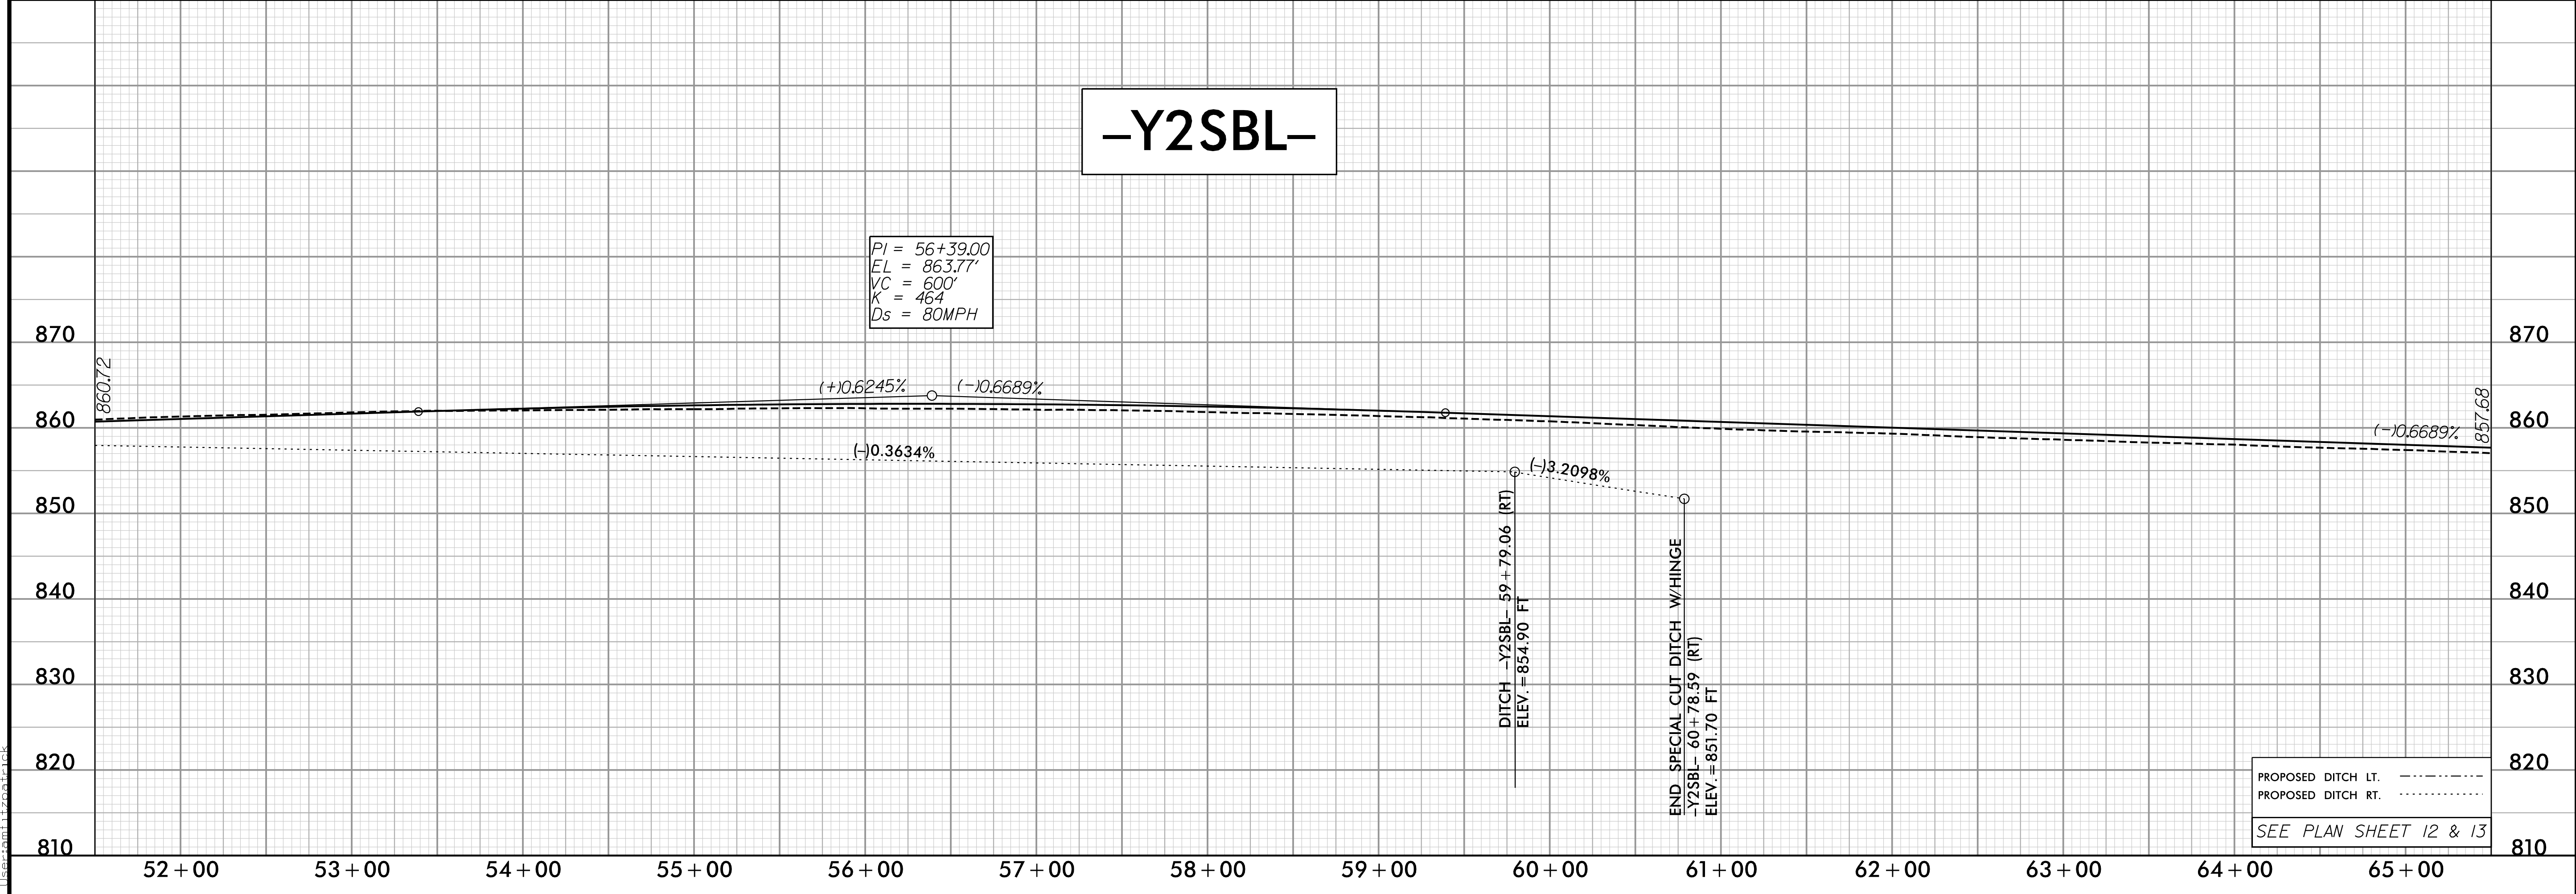 –Y2SBL–
PI = 56+39.00
EL = 863.77'
VC = 600'
K = 464
Ds = 80MPH
870
870
860.72
(+)0.6245%
(–)0.6689%
857.68
(–)0.6689%
860
860
(–)0.3634%
(–)3.2098%
850
850
DITCH –Y2SBL– 59+79.06 (RT)
ELEV.=854.90 FT
END SPECIAL CUT DITCH W/HINGE
–Y2SBL– 60+78.59 (RT)
ELEV.=851.70 FT
840
840
830
830
820
820
PROPOSED DITCH LT.
PROPOSED DITCH RT.
SEE PLAN SHEET 12 & 13
810
810
52+00 53+00 54+00 55+00 56+00 57+00 58+00 59+00 60+00 61+00 62+00 63+00 64+00 65+00